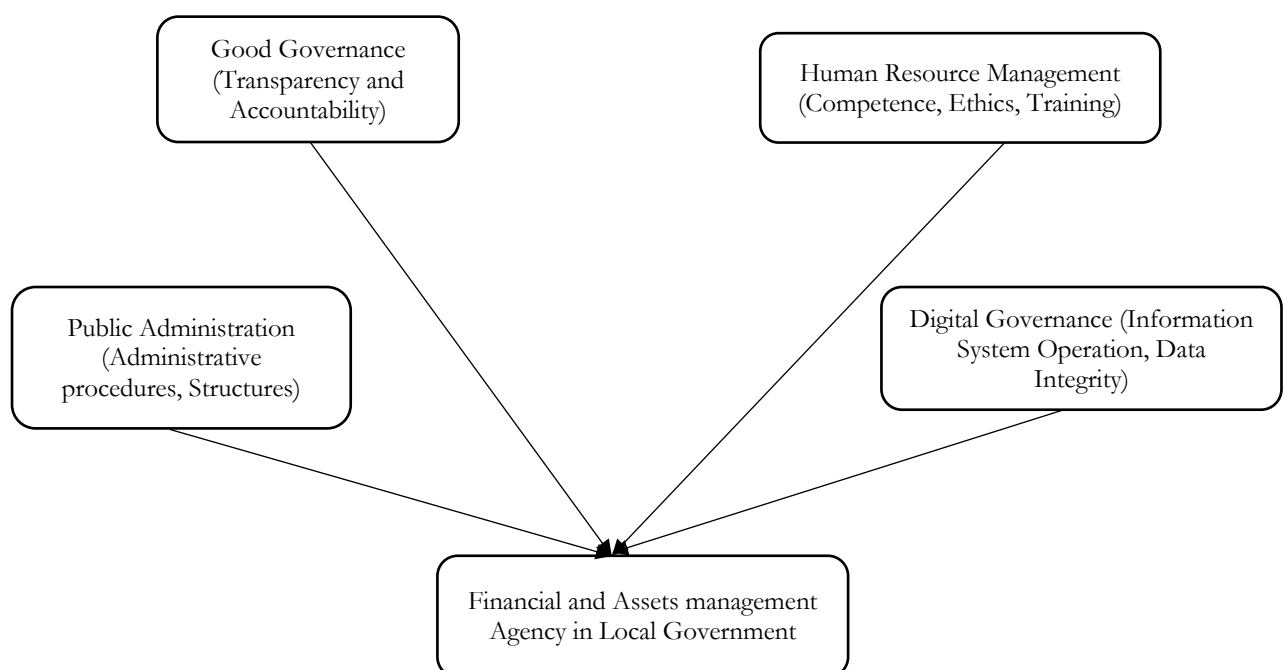 Good Governance
(Transparency and
Accountability)
Human Resource Management
(Competence, Ethics, Training)
Public Administration
(Administrative
procedures, Structures)
Digital Governance (Information
System Operation, Data
Integrity)
Financial and Assets management
Agency in Local Government